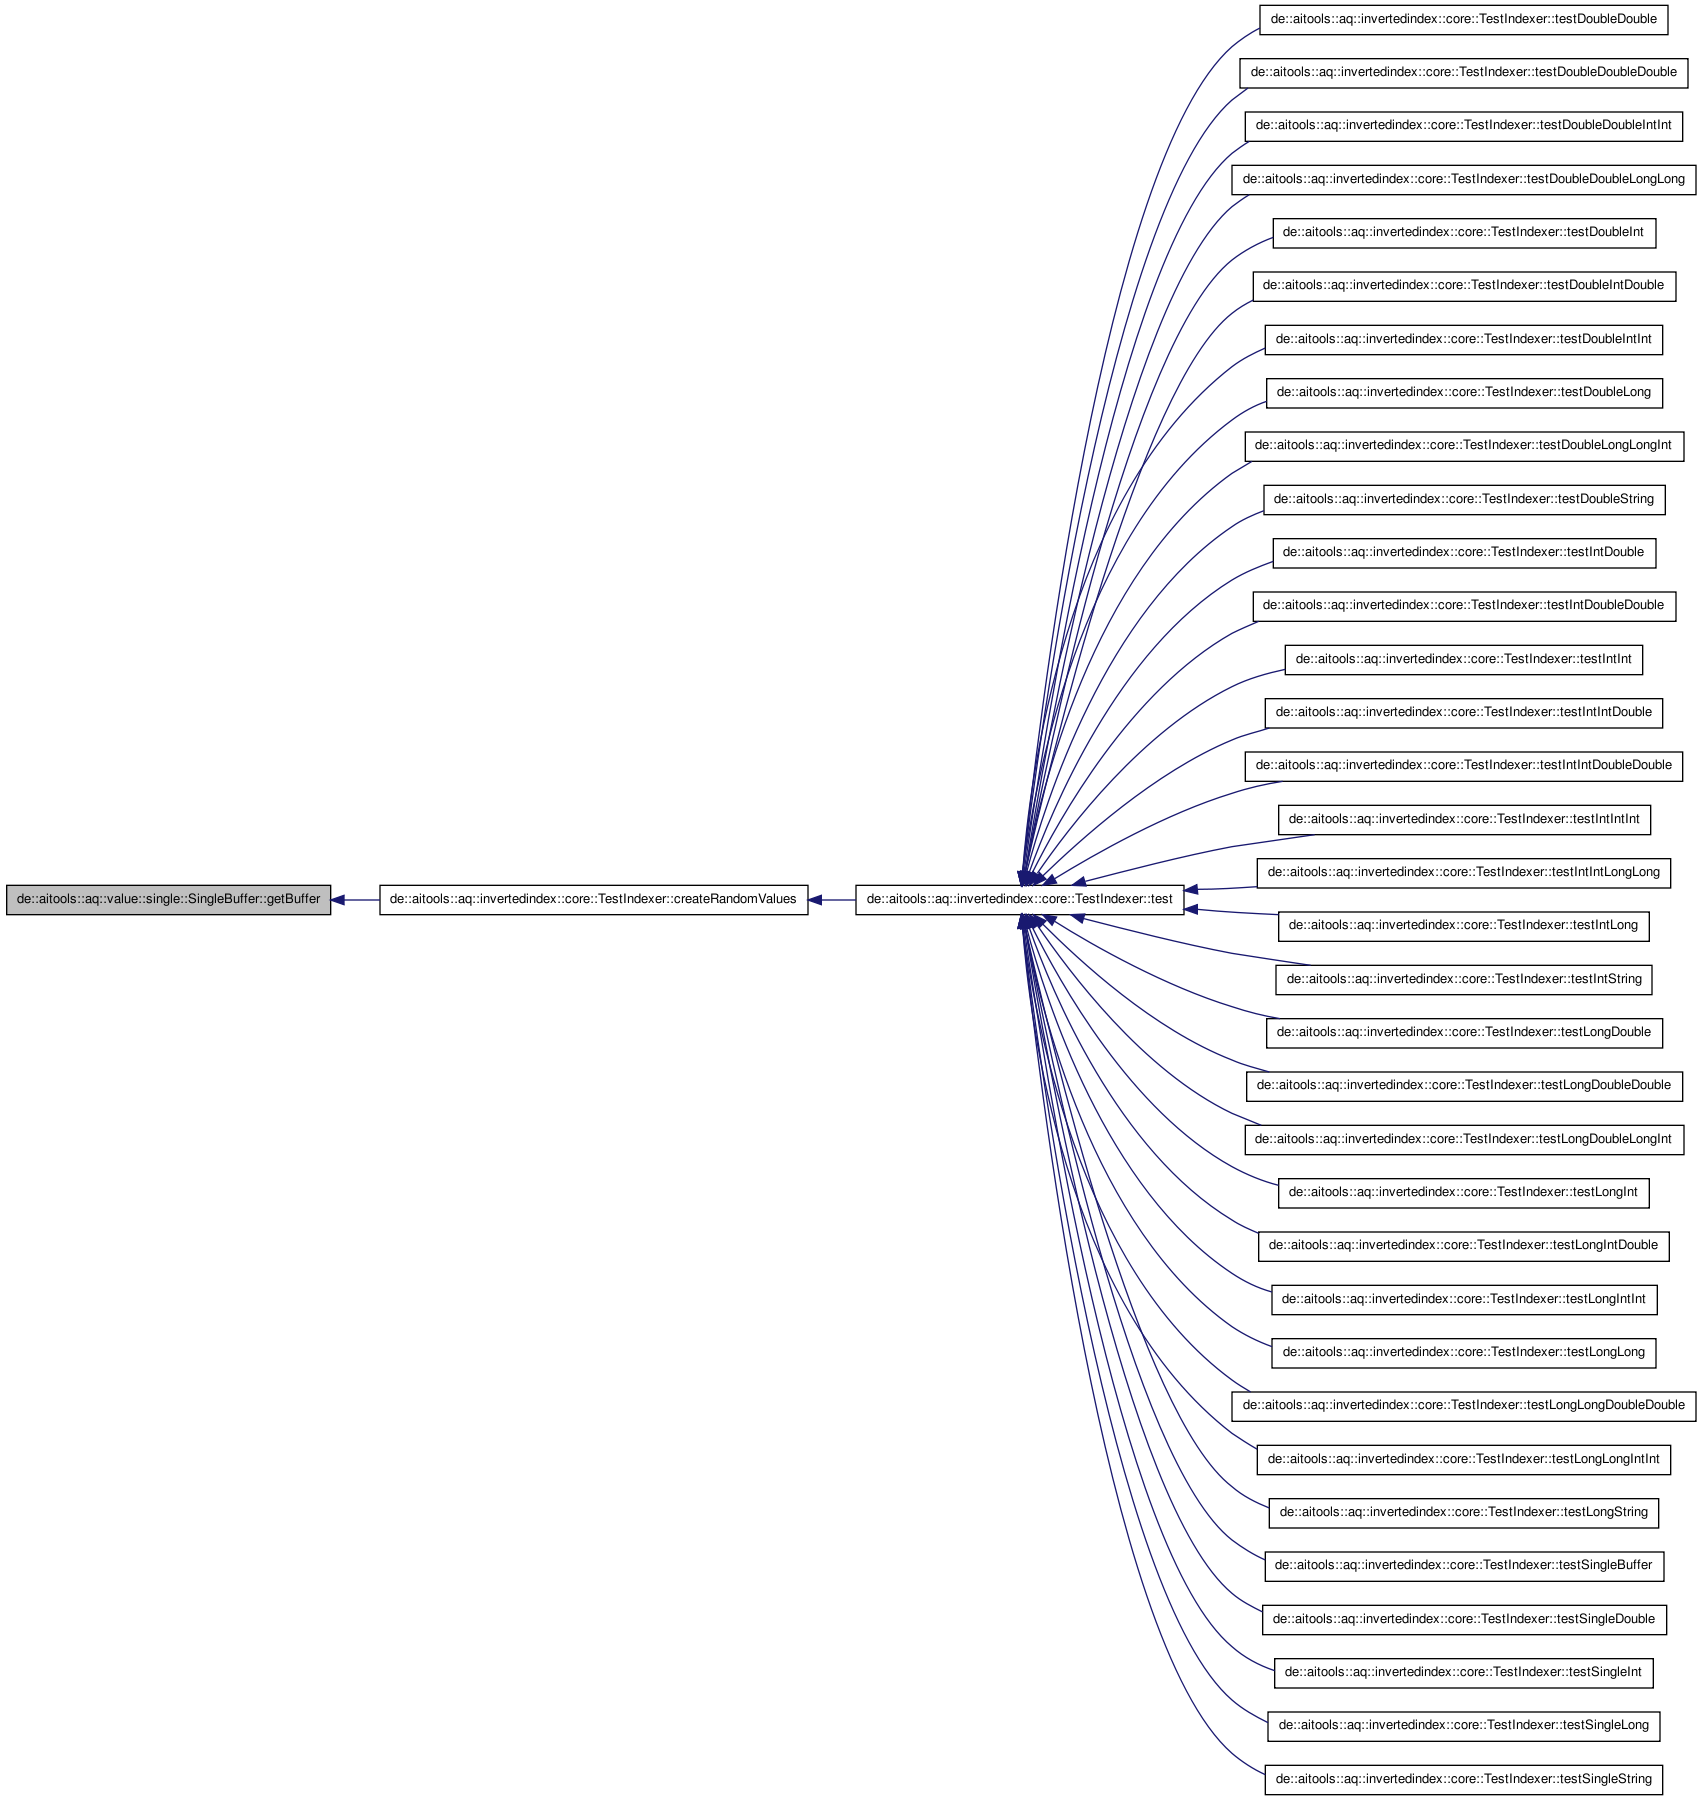 de::aitools::aq::invertedindex::core::TestIndexer::testDoubleDouble
de::aitools::aq::invertedindex::core::TestIndexer::testDoubleDoubleDouble
de::aitools::aq::invertedindex::core::TestIndexer::testDoubleDoubleIntInt
de::aitools::aq::invertedindex::core::TestIndexer::testDoubleDoubleLongLong
de::aitools::aq::invertedindex::core::TestIndexer::testDoubleInt
de::aitools::aq::invertedindex::core::TestIndexer::testDoubleIntDouble
de::aitools::aq::invertedindex::core::TestIndexer::testDoubleIntInt
de::aitools::aq::invertedindex::core::TestIndexer::testDoubleLong
de::aitools::aq::invertedindex::core::TestIndexer::testDoubleLongLongInt
de::aitools::aq::invertedindex::core::TestIndexer::testDoubleString
de::aitools::aq::invertedindex::core::TestIndexer::testIntDouble
de::aitools::aq::invertedindex::core::TestIndexer::testIntDoubleDouble
de::aitools::aq::invertedindex::core::TestIndexer::testIntInt
de::aitools::aq::invertedindex::core::TestIndexer::testIntIntDouble
de::aitools::aq::invertedindex::core::TestIndexer::testIntIntDoubleDouble
de::aitools::aq::invertedindex::core::TestIndexer::testIntIntInt
de::aitools::aq::invertedindex::core::TestIndexer::testIntIntLongLong
de::aitools::aq::value::single::SingleBuffer::getBuffer
de::aitools::aq::invertedindex::core::TestIndexer::createRandomValues
de::aitools::aq::invertedindex::core::TestIndexer::test
de::aitools::aq::invertedindex::core::TestIndexer::testIntLong
de::aitools::aq::invertedindex::core::TestIndexer::testIntString
de::aitools::aq::invertedindex::core::TestIndexer::testLongDouble
de::aitools::aq::invertedindex::core::TestIndexer::testLongDoubleDouble
de::aitools::aq::invertedindex::core::TestIndexer::testLongDoubleLongInt
de::aitools::aq::invertedindex::core::TestIndexer::testLongInt
de::aitools::aq::invertedindex::core::TestIndexer::testLongIntDouble
de::aitools::aq::invertedindex::core::TestIndexer::testLongIntInt
de::aitools::aq::invertedindex::core::TestIndexer::testLongLong
de::aitools::aq::invertedindex::core::TestIndexer::testLongLongDoubleDouble
de::aitools::aq::invertedindex::core::TestIndexer::testLongLongIntInt
de::aitools::aq::invertedindex::core::TestIndexer::testLongString
de::aitools::aq::invertedindex::core::TestIndexer::testSingleBuffer
de::aitools::aq::invertedindex::core::TestIndexer::testSingleDouble
de::aitools::aq::invertedindex::core::TestIndexer::testSingleInt
de::aitools::aq::invertedindex::core::TestIndexer::testSingleLong
de::aitools::aq::invertedindex::core::TestIndexer::testSingleString